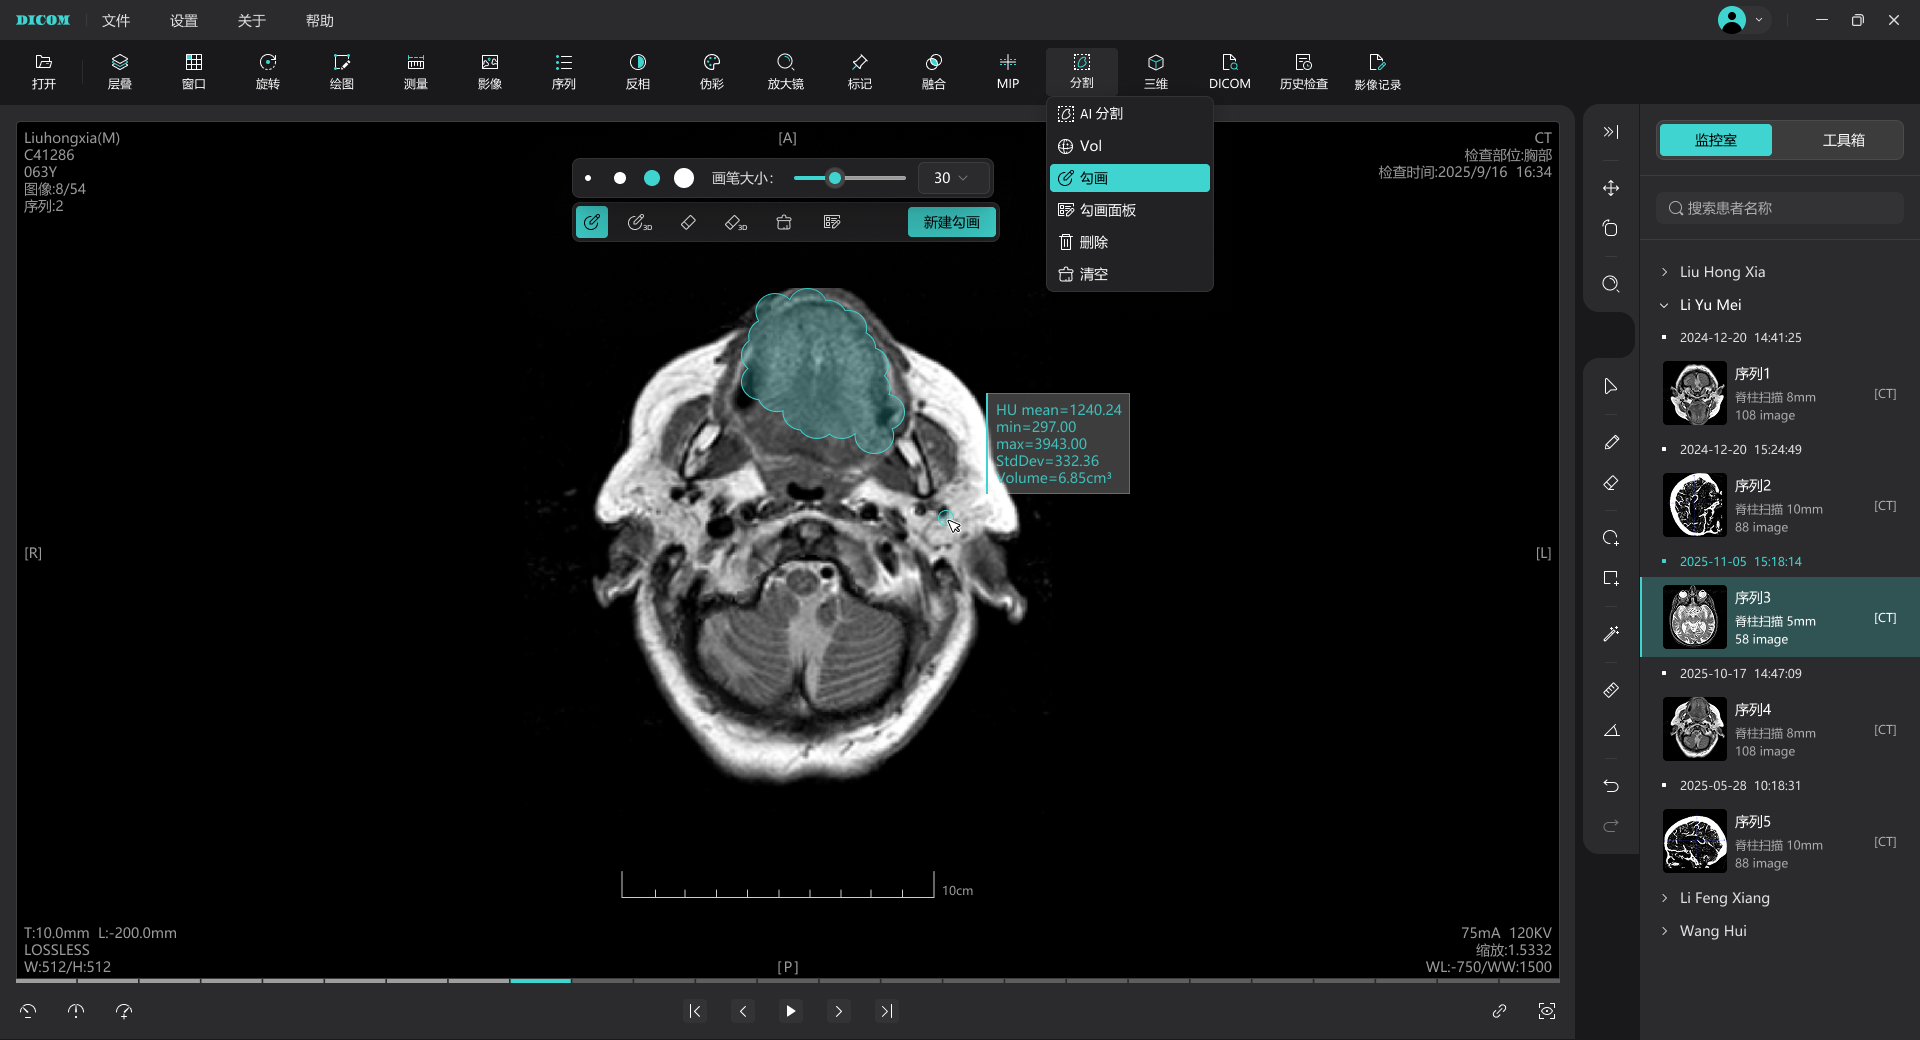 DICOM 文件 设置 关于 帮助
打开 层叠 窗口 旋转 绘图 测量 影像 序列 反相 伪彩 放大镜 标记 融合 MIP 分割 三维 DICOM 历史检查 影像记录
AI 分割
Vol
勾画
勾画面板
删除
清空
Liuhongxia(M)
C41286
063Y
图像:8/54
序列:2
[A]
CT
检查部位:胸部
检查时间:2025/9/16 16:34
画笔大小: 30
3D 3D 新建勾画
HU mean=1240.24
min=297.00
max=3943.00
StdDev=332.36
Volume=6.85cm³
[R]
[L]
10cm
T:10.0mm L:-200.0mm
LOSSLESS
W:512/H:512
[P]
75mA 120KV
缩放:1.5332
WL:-750/WW:1500
监控室 工具箱
搜索患者名称
Liu Hong Xia
Li Yu Mei
2024-12-20 14:41:25
序列1
脊柱扫描 8mm
108 image
[CT]
2024-12-20 15:24:49
序列2
脊柱扫描 10mm
88 image
[CT]
2025-11-05 15:18:14
序列3
脊柱扫描 5mm
58 image
[CT]
2025-10-17 14:47:09
序列4
脊柱扫描 8mm
108 image
[CT]
2025-05-28 10:18:31
序列5
脊柱扫描 10mm
88 image
[CT]
Li Feng Xiang
Wang Hui